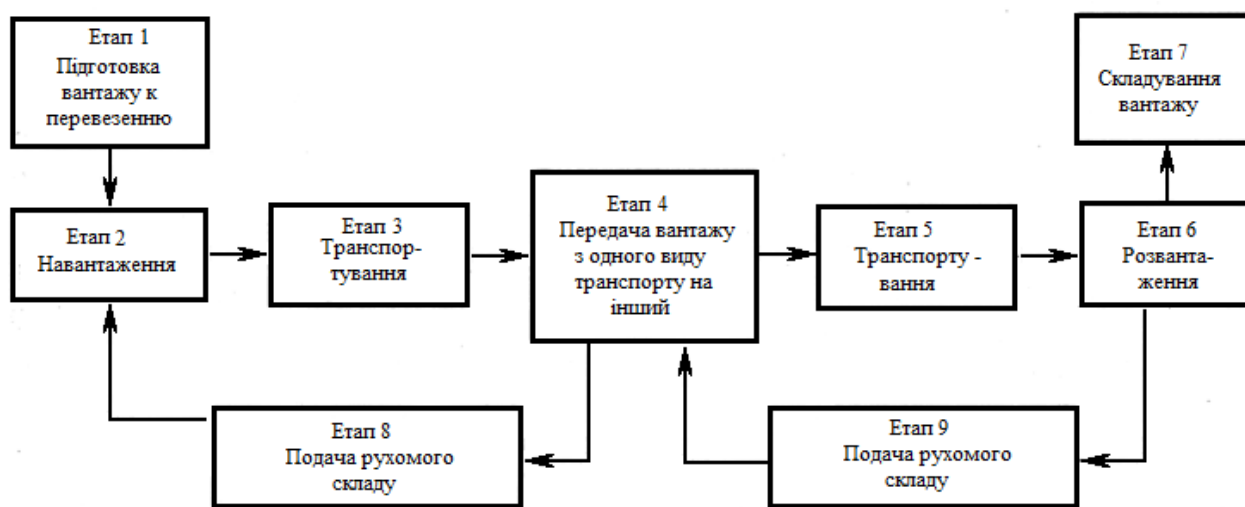 Етап 1
Підготовка
вантажу к
перевезенню
Етап 7
Складування
вантажу
Етап 2
Навантаження
Етап 3
Транспор-
тування
Етап 4
Передача вантажу
з одного виду
транспорту на
інший
Етап 5
Транспорту -
вання
Етап 6
Розванта-
ження
Етап 8
Подача рухомого
складу
Етап 9
Подача рухомого
складу